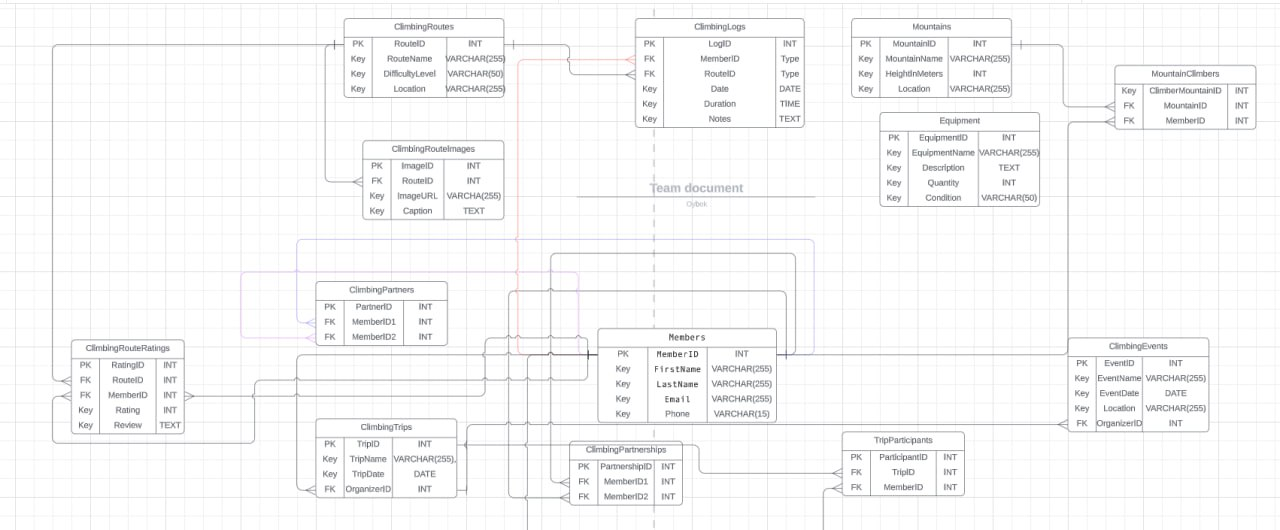 ClimbingRoutes
PK RouteID INT
Key RouteName VARCHAR(255)
Key DifficultyLevel VARCHAR(50)
Key Location VARCHAR(255)
ClimbingLogs
PK LogID INT
FK MemberID Type
FK RouteID Type
Key Date DATE
Key Duration TIME
Key Notes TEXT
Mountains
PK MountainID INT
Key MountainName VARCHAR(255)
Key HeightInMeters INT
Key Location VARCHAR(255)
MountainClimbers
Key ClimberMountainID INT
FK MountainID INT
FK MemberID INT
Equipment
PK EquipmentID INT
Key EquipmentName VARCHAR(255)
Key Description TEXT
Key Quantity INT
Key Condition VARCHAR(50)
ClimbingRouteImages
PK ImageID INT
FK RouteID INT
Key ImageURL VARCHA(255)
Key Caption TEXT
Team document
Oybek
ClimbingPartners
PK PartnerID INT
FK MemberID1 INT
FK MemberID2 INT
Members
PK MemberID INT
Key FirstName VARCHAR(255)
Key LastName VARCHAR(255)
Key Email VARCHAR(255)
Key Phone VARCHAR(15)
ClimbingRouteRatings
PK RatingID INT
FK RouteID INT
FK MemberID INT
Key Rating INT
Key Review TEXT
ClimbingEvents
PK EventID INT
Key EventName VARCHAR(255)
Key EventDate DATE
Key Location VARCHAR(255)
FK OrganizerID INT
ClimbingTrips
PK TripID INT
Key TripName VARCHAR(255),
Key TripDate DATE
FK OrganizerID INT
ClimbingPartnerships
PK PartnershipID INT
FK MemberID1 INT
FK MemberID2 INT
TripParticipants
PK ParticipantID INT
FK TripID INT
FK MemberID INT